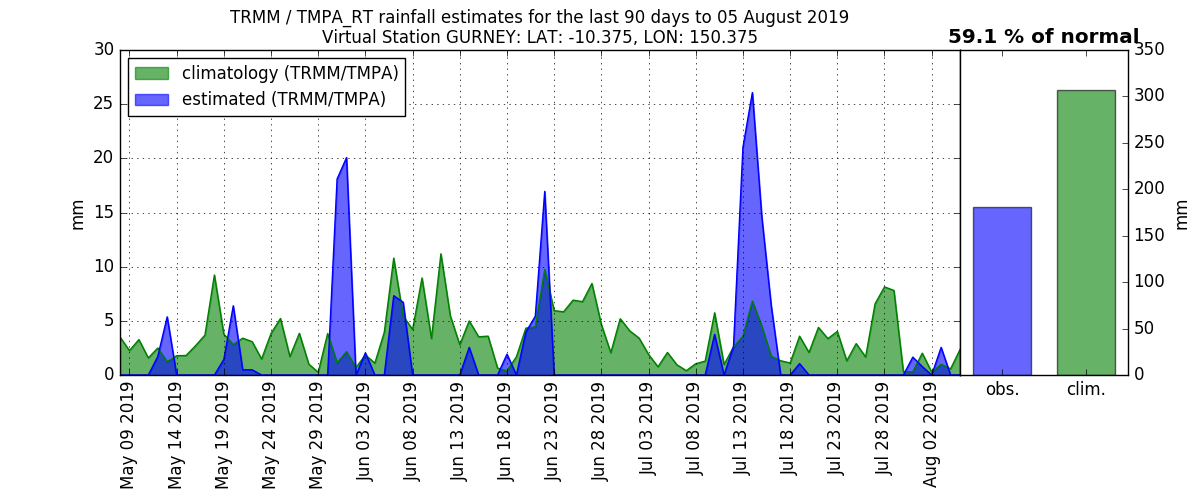 TRMM / TMPA_RT rainfall estimates for the last 90 days to 05 August 2019
Virtual Station GURNEY: LAT: -10.375, LON: 150.375
59.1 % of normal
climatology (TRMM/TMPA)
estimated (TRMM/TMPA)
30
25
20
15
10
5
0
mm
May 09 2019
May 14 2019
May 19 2019
May 24 2019
May 29 2019
Jun 03 2019
Jun 08 2019
Jun 13 2019
Jun 18 2019
Jun 23 2019
Jun 28 2019
Jul 03 2019
Jul 08 2019
Jul 13 2019
Jul 18 2019
Jul 23 2019
Jul 28 2019
Aug 02 2019
obs.
clim.
350
300
250
200
150
100
50
0
mm